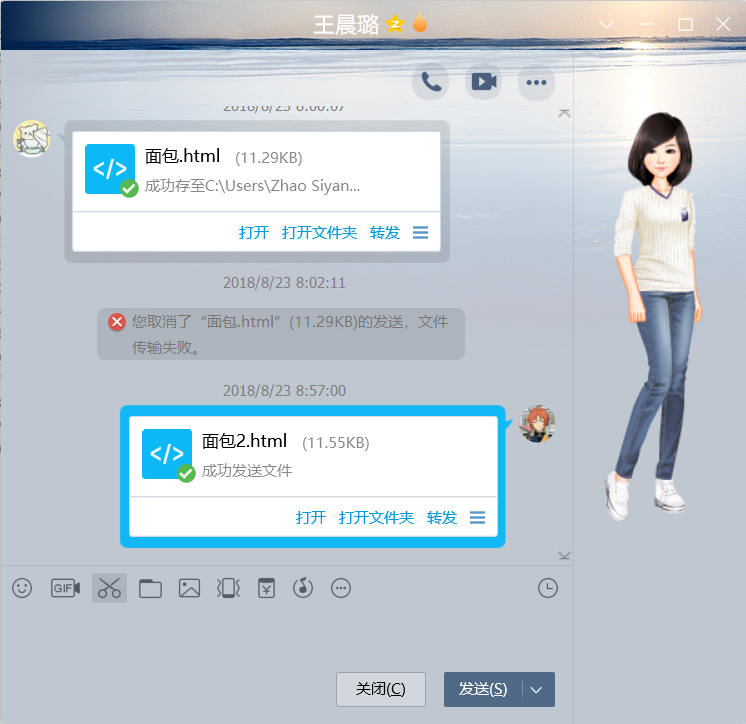 王晨璐
2018/8/23 8:00:07
面包.html (11.29KB)
成功存至C:\Users\Zhao Siyan...
打开 打开文件夹 转发
2018/8/23 8:02:11
您取消了“面包.html”(11.29KB)的发送，文件
传输失败。
2018/8/23 8:57:00
面包2.html (11.55KB)
成功发送文件
打开 打开文件夹 转发
GIF
关闭(C) 发送(S)